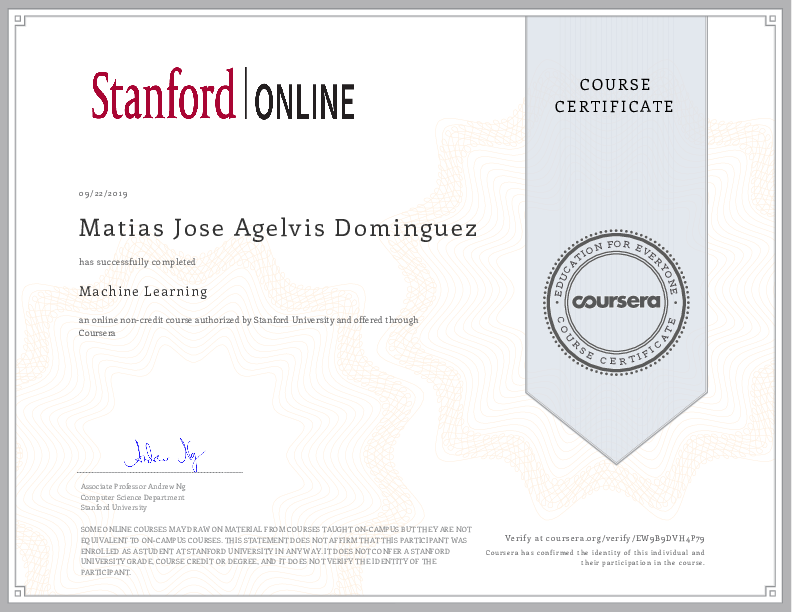 Stanford ONLINE
COURSE
CERTIFICATE
09/22/2019
Matias Jose Agelvis Dominguez
has successfully completed
Machine Learning
an online non-credit course authorized by Stanford University and offered through
Coursera
EDUCATION FOR EVERYONE
coursera
COURSE CERTIFICATE
Andrew Ng
Associate Professor Andrew Ng
Computer Science Department
Stanford University
SOME ONLINE COURSES MAY DRAW ON MATERIAL FROM COURSES TAUGHT ON-CAMPUS BUT THEY ARE NOT
EQUIVALENT TO ON-CAMPUS COURSES. THIS STATEMENT DOES NOT AFFIRM THAT THIS PARTICIPANT WAS
ENROLLED AS A STUDENT AT STANFORD UNIVERSITY IN ANY WAY. IT DOES NOT CONFER A STANFORD
UNIVERSITY GRADE, COURSE CREDIT OR DEGREE, AND IT DOES NOT VERIFY THE IDENTITY OF THE
PARTICIPANT.
Verify at coursera.org/verify/EW9B9DVH4P79
Coursera has confirmed the identity of this individual and
their participation in the course.